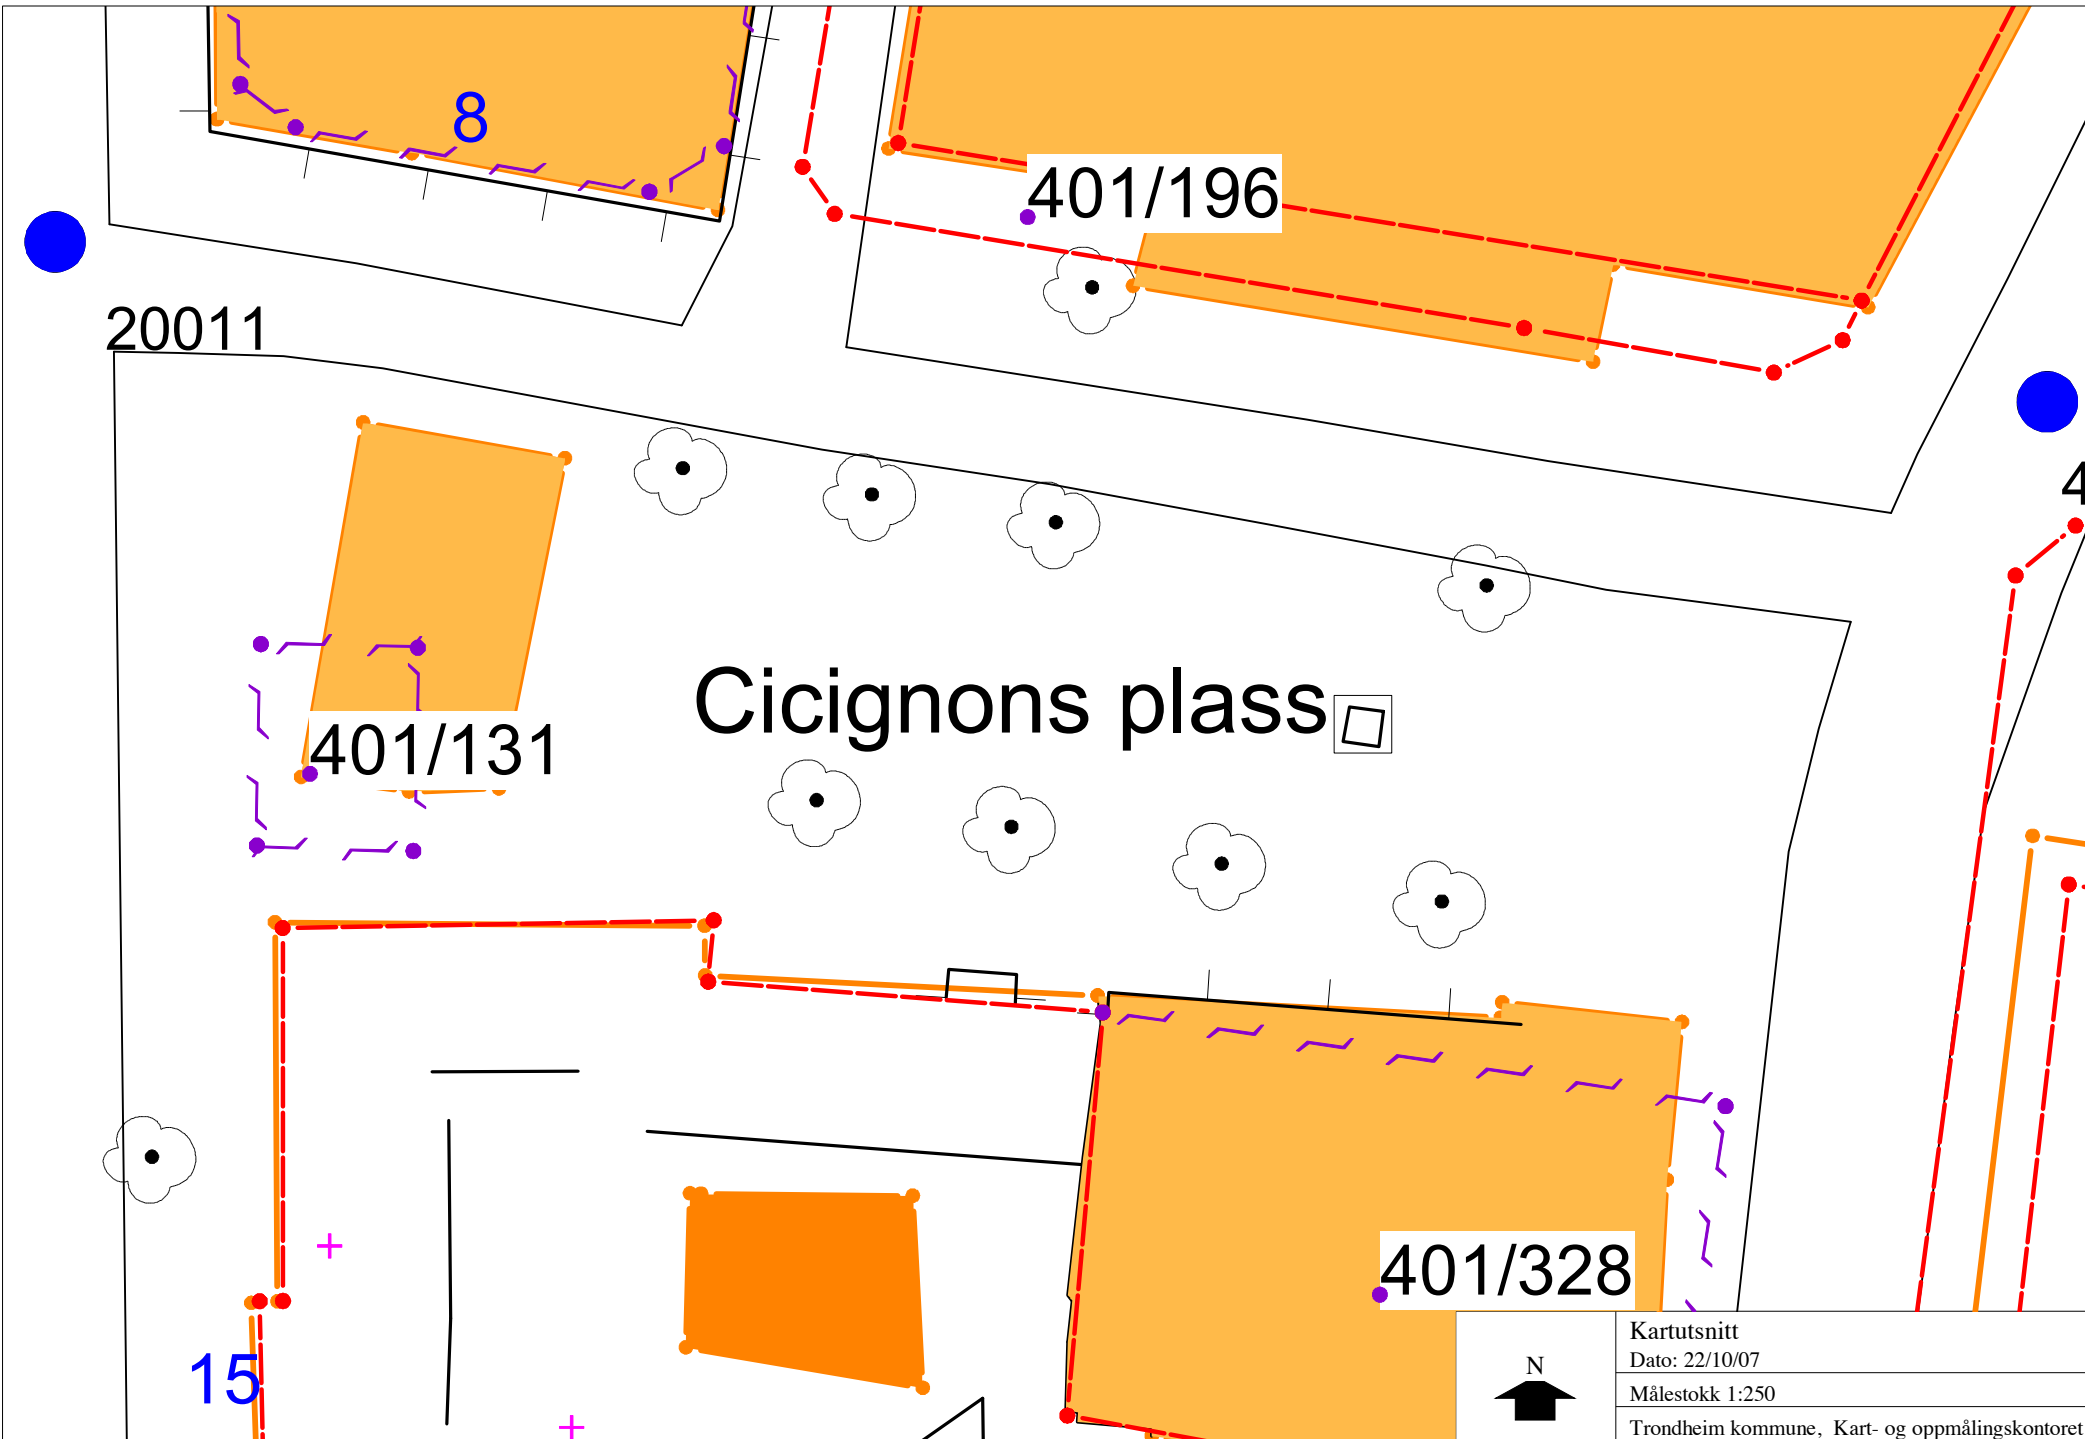 8
401/196
20011
4
Cicignons plass
401/131
401/328
15
N
Kartutsnitt
Dato: 22/10/07
Målestokk 1:250
Trondheim kommune, Kart- og oppmålingskontoret